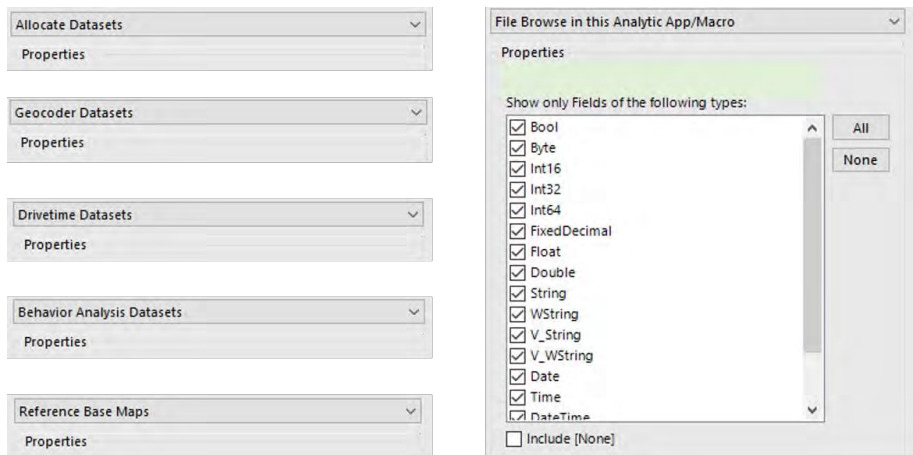 Allocate Datasets
Properties
Geocoder Datasets
Properties
Drivetime Datasets
Properties
Behavior Analysis Datasets
Properties
Reference Base Maps
Properties
File Browse in this Analytic App/Macro
Properties
Show only Fields of the following types:
Bool
Byte
Int16
Int32
Int64
FixedDecimal
Float
Double
String
WString
V_String
V_WString
Date
Time
DateTime
Include [None]
All
None